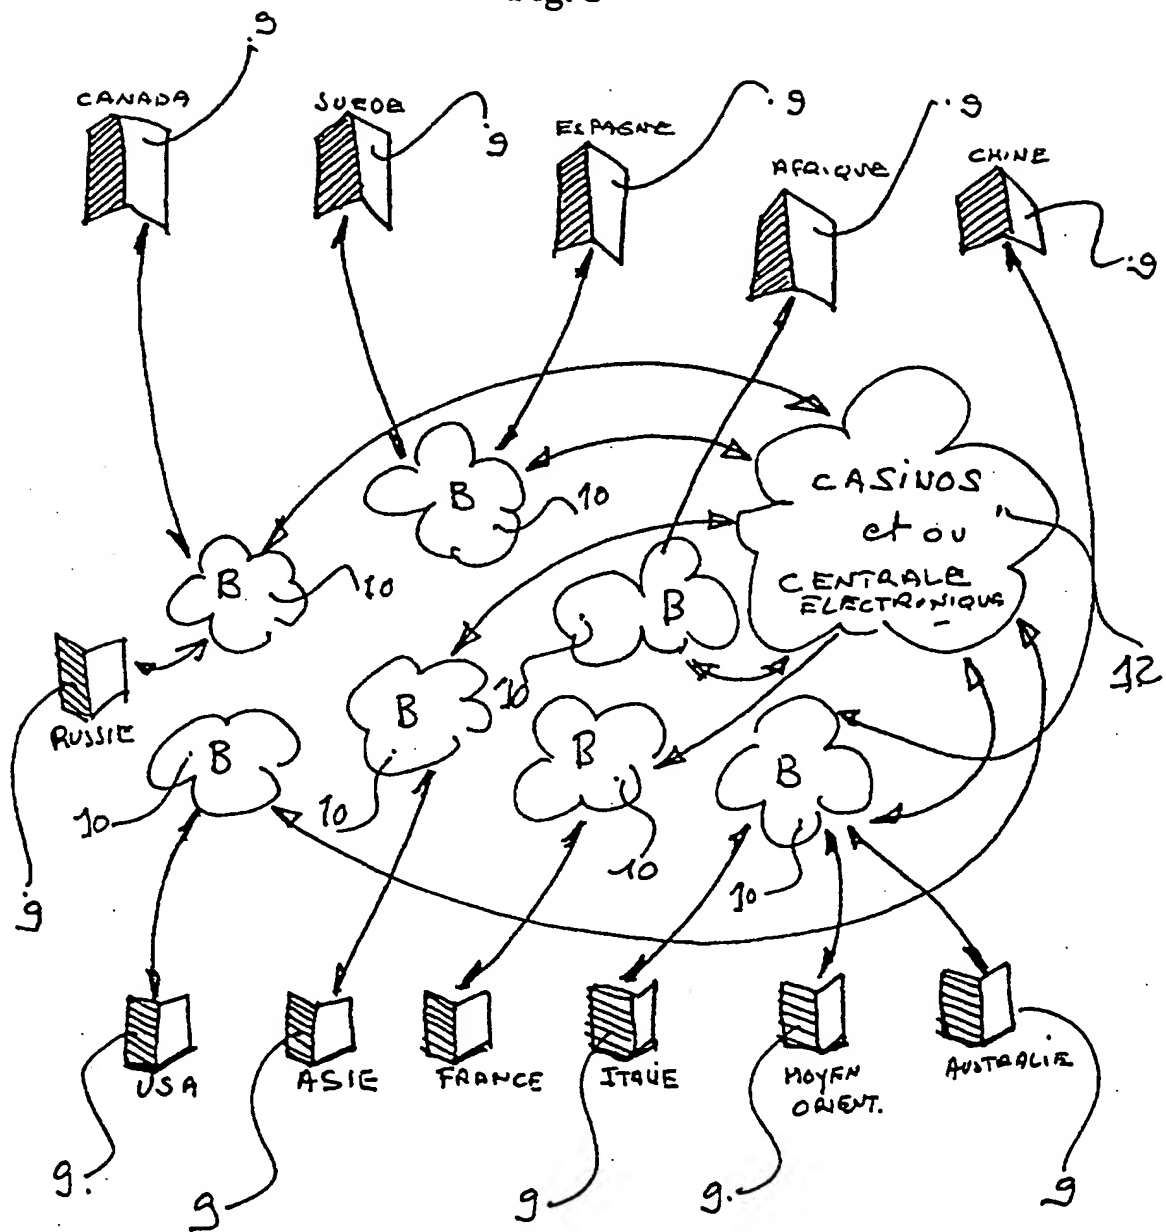 .9
CANADA
SUEDE
.9
ESPAGNE
.9
AFRIQUE
.9
CHINE
.9
B
10
CASINOS
et ou
CENTRALE
ELECTRONIQUE
12
B
10
B
10
RUSSIE
.9
B
10
B
10
B
10
B
10
USA
9.
ASIE
9
FRANCE
ITALIE
9
MOYEN
ORIENT.
9.
AUSTRALIE
9